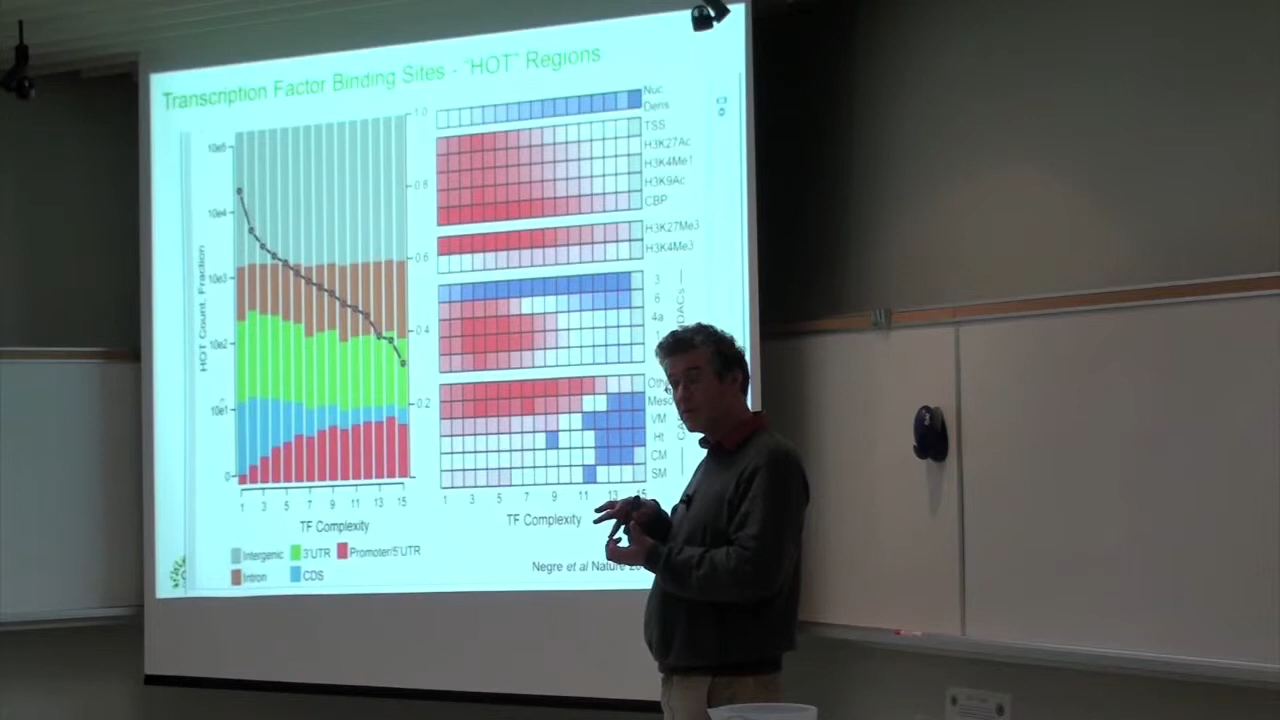 Transcription Factor Binding Sites - "HOT" Regions
10e5
10e4
10e3
10e2
10e1
0
HOT Count, Fraction
1.0
0.8
0.6
0.4
0.2
1 3 5 7 9 11 13 15
TF Complexity
Intergenic 3'UTR Promoter/5'UTR
Intron CDS
Nuc
Dens
TSS
H3K27Ac
H3K4Me1
H3K9Ac
CBP
H3K27Me3
H3K4Me3
3
6
4a
1
Meso
VM
Ht
CM
SM
1 3 5 7 9 11 13 15
TF Complexity
Negre et al Nature